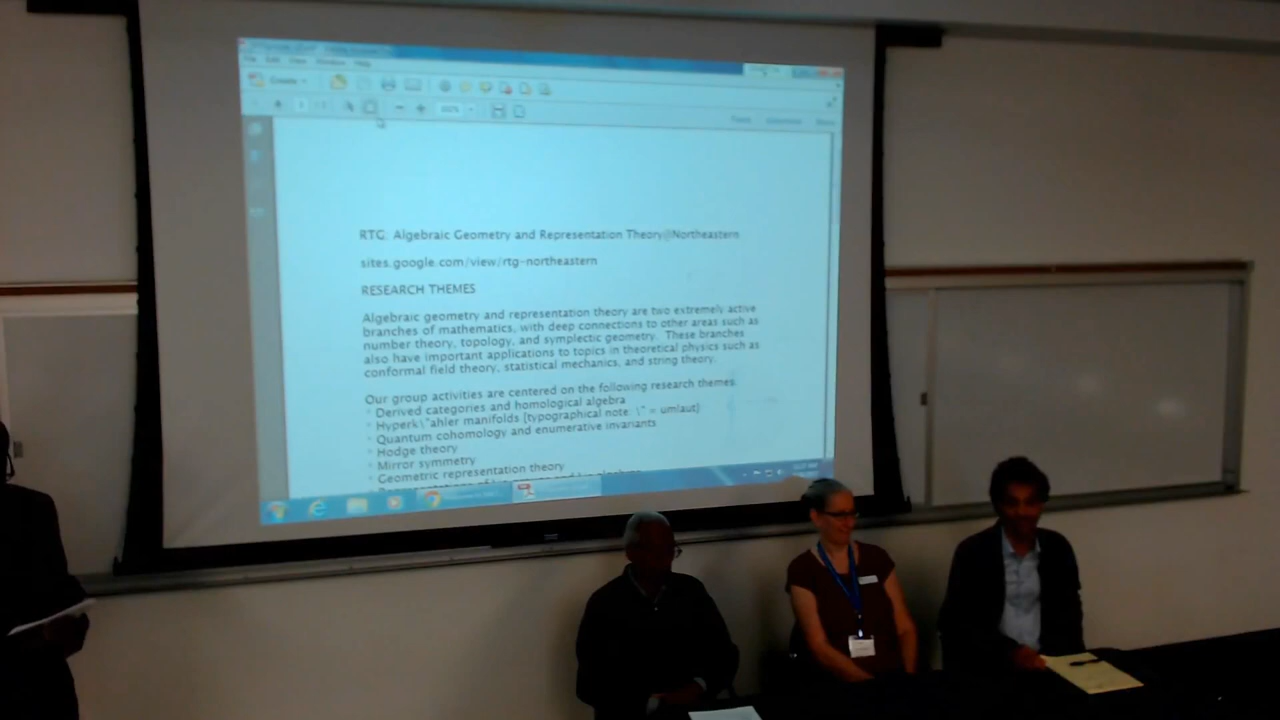 Create
RTG: Algebraic Geometry and Representation Theory@Northeastern
sites.google.com/view/rtg-northeastern
RESEARCH THEMES
Algebraic geometry and representation theory are two extremely active
branches of mathematics, with deep connections to other areas such as
number theory, topology, and symplectic geometry. These branches
also have important applications to topics in theoretical physics such as
conformal field theory, statistical mechanics, and string theory.
Our group activities are centered on the following research themes:
* Derived categories and homological algebra
* Hyperk\"ahler manifolds (typographical note: \" = umlaut)
* Quantum cohomology and enumerative invariants
* Hodge theory
* Mirror symmetry
* Geometric representation theory